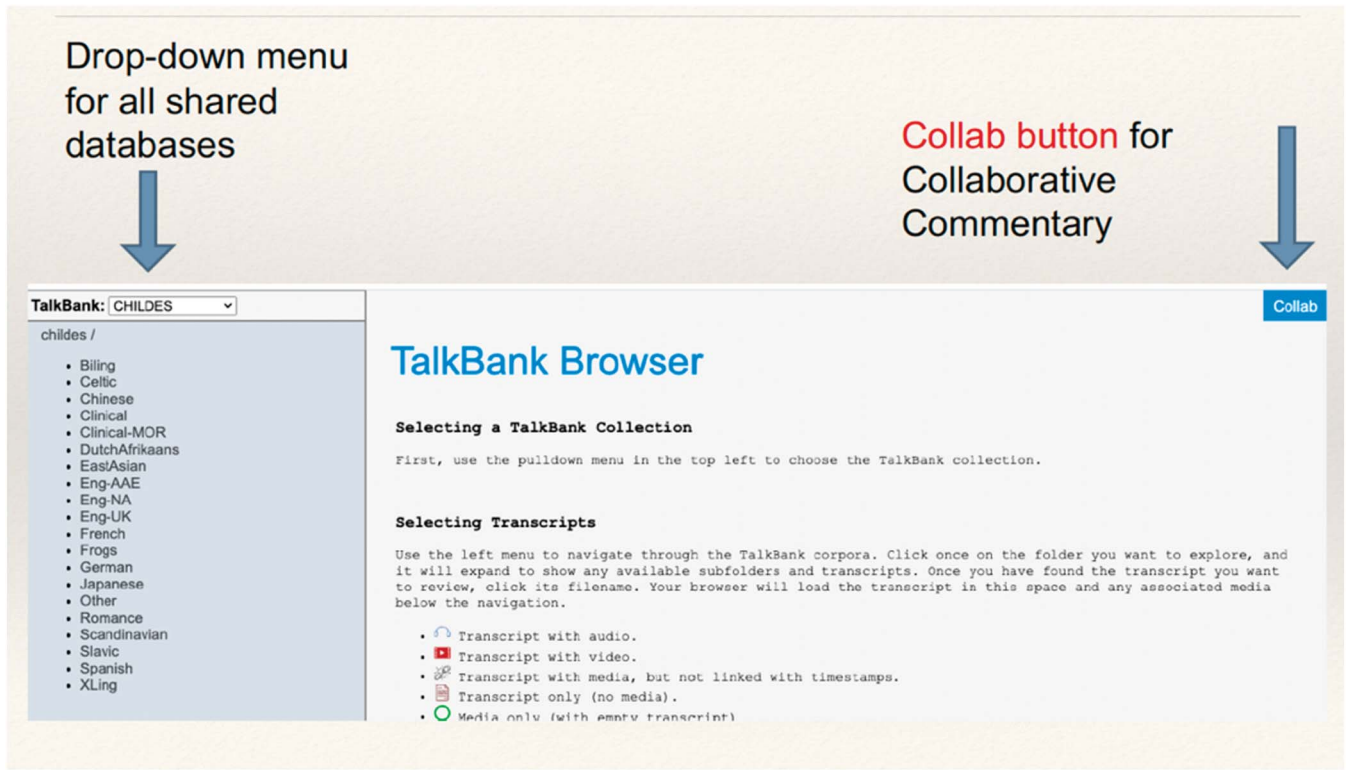 Drop-down menu
for all shared
databases
Collab button for
Collaborative
Commentary
TalkBank: CHILDES
Collab
childes /
• Biling
• Celtic
• Chinese
• Clinical
• Clinical-MOR
• DutchAfrikaans
• EastAsian
• Eng-AAE
• Eng-NA
• Eng-UK
• French
• Frogs
• German
• Japanese
• Other
• Romance
• Scandinavian
• Slavic
• Spanish
• XLing
TalkBank Browser
Selecting a TalkBank Collection
First, use the pulldown menu in the top left to choose the TalkBank collection.
Selecting Transcripts
Use the left menu to navigate through the TalkBank corpora. Click once on the folder you want to explore, and
it will expand to show any available subfolders and transcripts. Once you have found the transcript you want
to review, click its filename. Your browser will load the transcript in this space and any associated media
below the navigation.
• Transcript with audio.
• Transcript with video.
• Transcript with media, but not linked with timestamps.
• Transcript only (no media).
• Media only (with empty transcript)